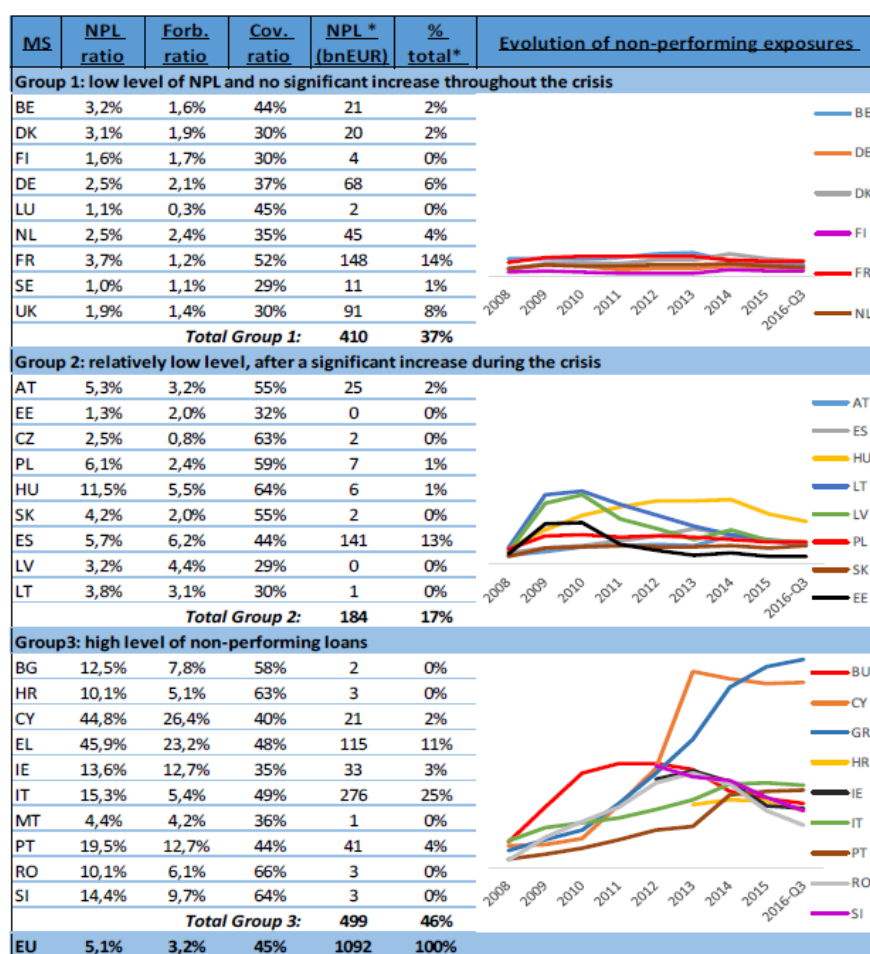 MS NPL ratio Forb. ratio Cov. ratio NPL * (bnEUR) % total* Evolution of non-performing exposures
Group 1: low level of NPL and no significant increase throughout the crisis
BE 3,2% 1,6% 44% 21 2%
DK 3,1% 1,9% 30% 20 2%
FI 1,6% 1,7% 30% 4 0%
DE 2,5% 2,1% 37% 68 6%
LU 1,1% 0,3% 45% 2 0%
NL 2,5% 2,4% 35% 45 4%
FR 3,7% 1,2% 52% 148 14%
SE 1,0% 1,1% 29% 11 1%
UK 1,9% 1,4% 30% 91 8%
Total Group 1: 410 37%
BE
DE
DK
FI
FR
NL
2008 2009 2010 2011 2012 2013 2014 2015 2016-Q3
Group 2: relatively low level, after a significant increase during the crisis
AT 5,3% 3,2% 55% 25 2%
EE 1,3% 2,0% 32% 0 0%
CZ 2,5% 0,8% 63% 2 0%
PL 6,1% 2,4% 59% 7 1%
HU 11,5% 5,5% 64% 6 1%
SK 4,2% 2,0% 55% 2 0%
ES 5,7% 6,2% 44% 141 13%
LV 3,2% 4,4% 29% 0 0%
LT 3,8% 3,1% 30% 1 0%
Total Group 2: 184 17%
AT
ES
HU
LT
LV
PL
SK
EE
2008 2009 2010 2011 2012 2013 2014 2015 2016-Q3
Group3: high level of non-performing loans
BG 12,5% 7,8% 58% 2 0%
HR 10,1% 5,1% 63% 3 0%
CY 44,8% 26,4% 40% 21 2%
EL 45,9% 23,2% 48% 115 11%
IE 13,6% 12,7% 35% 33 3%
IT 15,3% 5,4% 49% 276 25%
MT 4,4% 4,2% 36% 1 0%
PT 19,5% 12,7% 44% 41 4%
RO 10,1% 6,1% 66% 3 0%
SI 14,4% 9,7% 64% 3 0%
Total Group 3: 499 46%
BU
CY
GR
HR
IE
IT
PT
RO
SI
2008 2009 2010 2011 2012 2013 2014 2015 2016-Q3
EU 5,1% 3,2% 45% 1092 100%